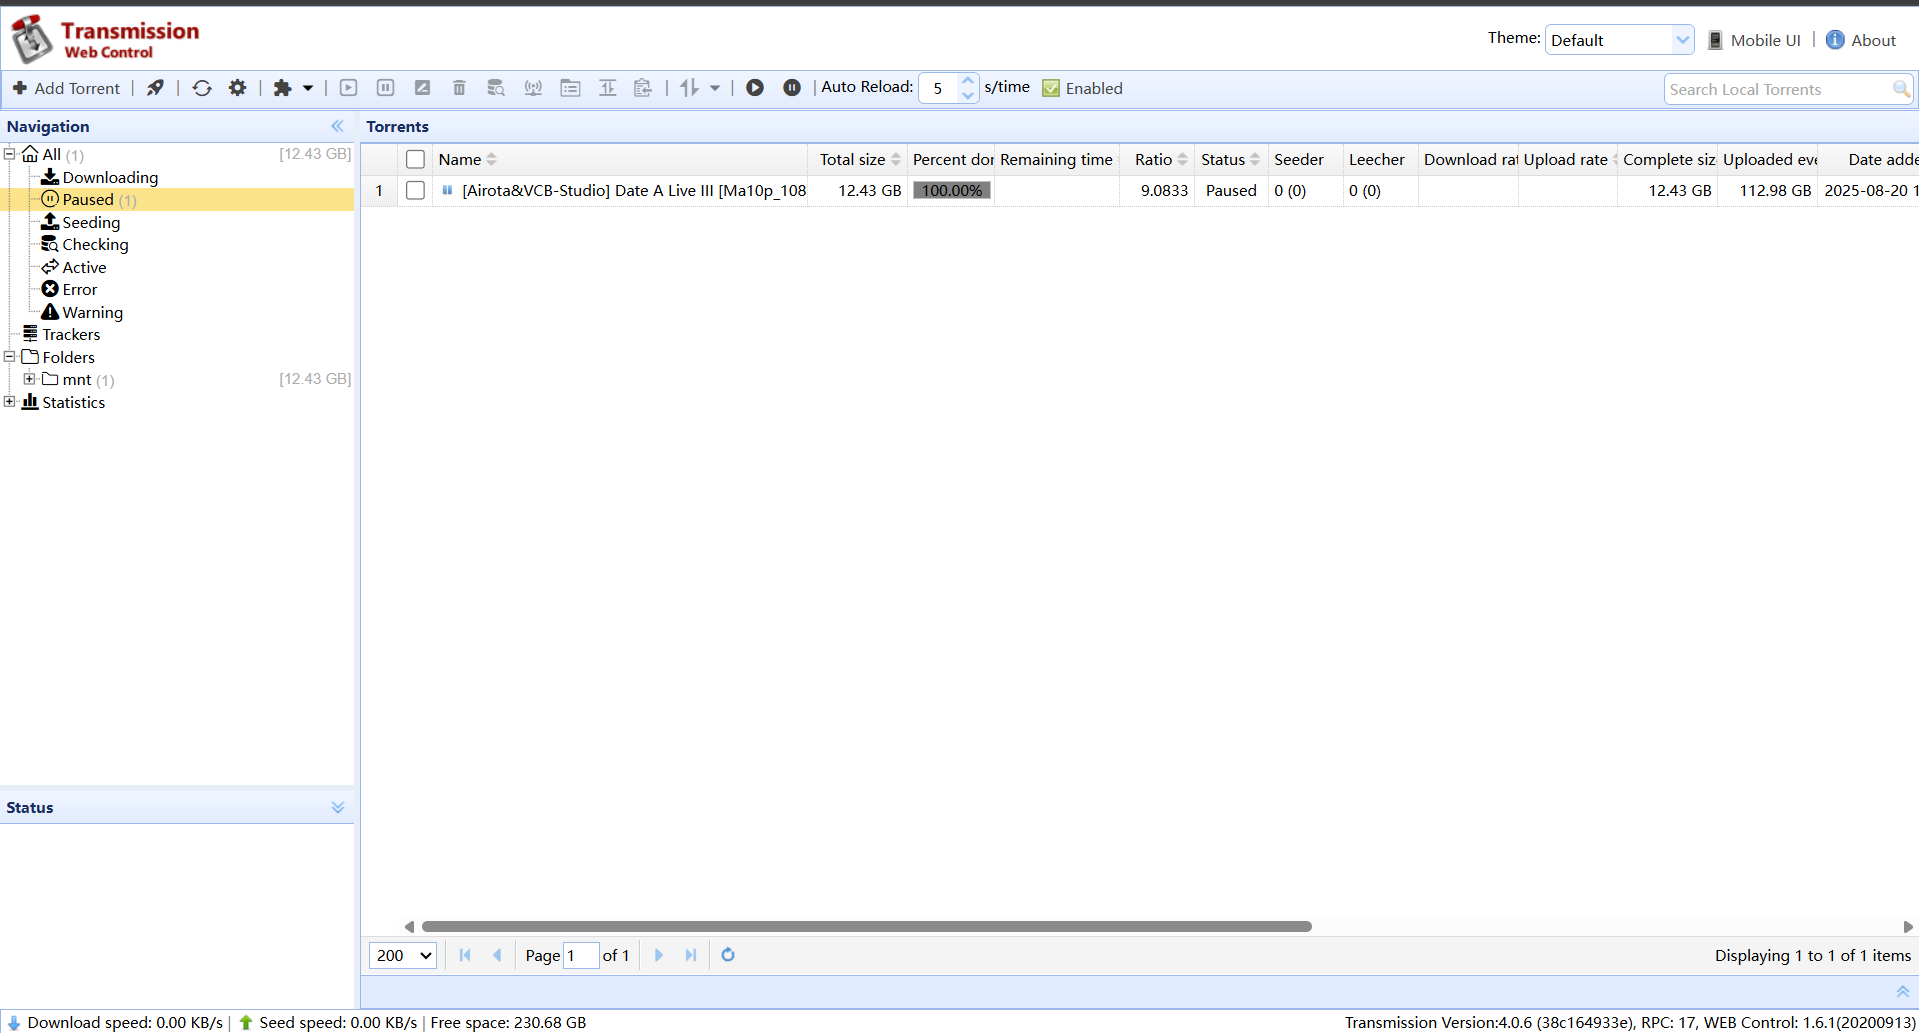 Transmission
Web Control
Theme: Default Mobile UI | About
Add Torrent | | | | | | Auto Reload: 5 s/time Enabled Search Local Torrents
Navigation
Torrents
All (1) [12.43 GB]
Downloading
Paused (1)
Seeding
Checking
Active
Error
Warning
Trackers
Folders
mnt (1) [12.43 GB]
Statistics
Name Total size Percent dor Remaining time Ratio Status Seeder Leecher Download rat Upload rate Complete siz Uploaded eve Date adde
1 [Airota&VCB-Studio] Date A Live III [Ma10p_108 12.43 GB 100.00% 9.0833 Paused 0 (0) 0 (0) 12.43 GB 112.98 GB 2025-08-20 1
Status
200 Page 1 of 1 Displaying 1 to 1 of 1 items
Download speed: 0.00 KB/s | Seed speed: 0.00 KB/s | Free space: 230.68 GB Transmission Version:4.0.6 (38c164933e), RPC: 17, WEB Control: 1.6.1(20200913)